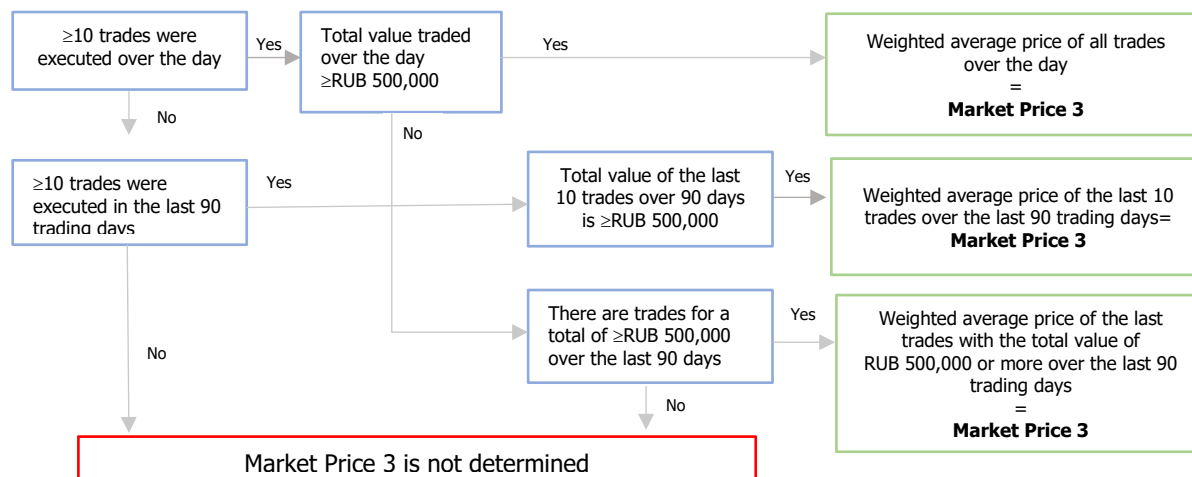 ≥10 trades were
executed over the day
Yes
Total value traded
over the day
≥RUB 500,000
Yes
Weighted average price of all trades
over the day
=
Market Price 3
No
No
≥10 trades were
executed in the last 90
trading days
Yes
Total value of the last
10 trades over 90 days
is ≥RUB 500,000
Yes
Weighted average price of the last 10
trades over the last 90 trading days=
Market Price 3
There are trades for a
total of ≥RUB 500,000
over the last 90 days
Yes
Weighted average price of the last
trades with the total value of
RUB 500,000 or more over the last 90
trading days
=
Market Price 3
No
No
Market Price 3 is not determined